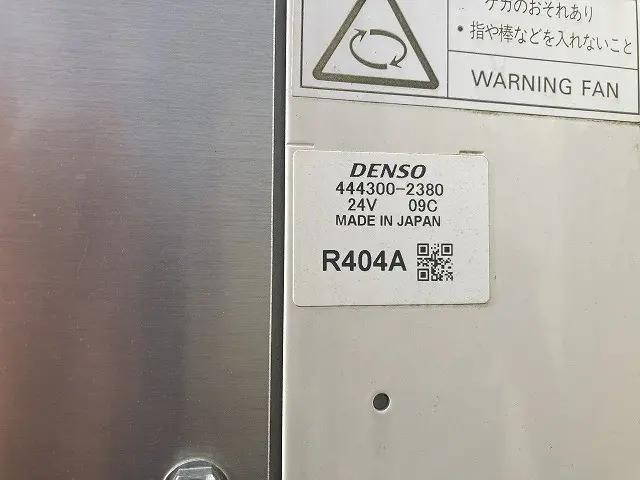 ケガのおそれあり
• 指や棒などを入れないこと
WARNING FAN
DENSO
444300-2380
24V 09C
MADE IN JAPAN
R404A